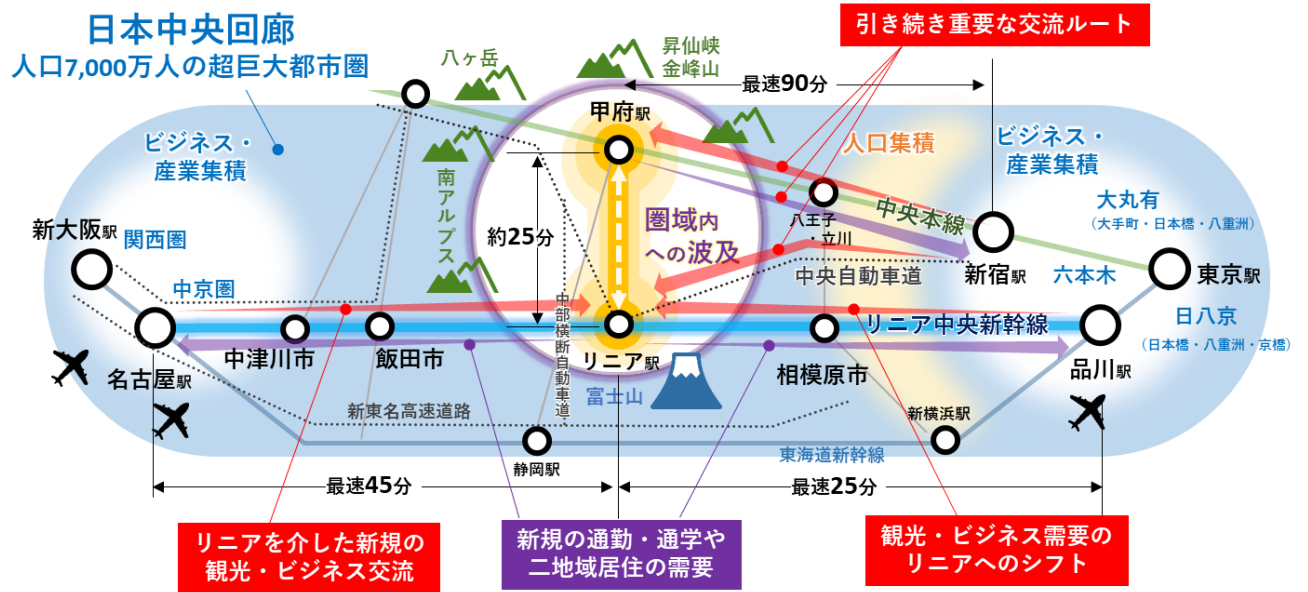 日本中央回廊
人口7,000万人の超巨大都市圏
引き続き重要な交流ルート
八ヶ岳
昇仙峡
金峰山
最速90分
甲府駅
ビジネス・
産業集積
人口集積
ビジネス・
産業集積
南アルプス
大丸有
(大手町・日本橋・八重洲)
新大阪駅
関西圏
約25分
圏域内
への波及
八王子
・立川
中央本線
新宿駅
中央自動車道
六本木
東京駅
中京圏
中部横断自動車道
リニア中央新幹線
日八京
(日本橋・八重洲・京橋)
名古屋駅
中津川市
飯田市
リニア駅
相模原市
品川駅
富士山
新東名高速道路
新横浜駅
静岡駅
東海道新幹線
最速45分
最速25分
リニアを介した新規の
観光・ビジネス交流
新規の通勤・通学や
二地域居住の需要
観光・ビジネス需要の
リニアへのシフト